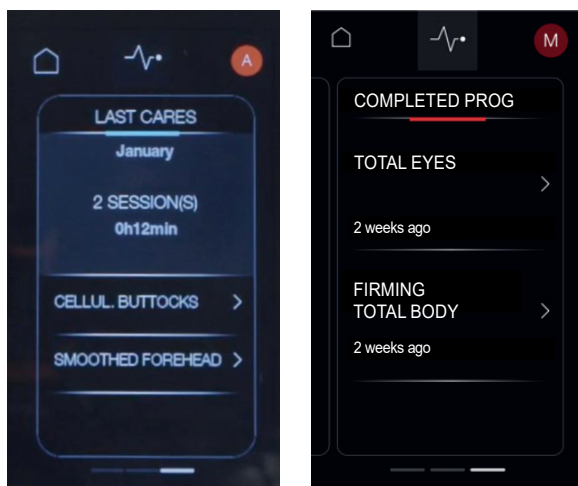 A
LAST CARES
January
2 SESSION(S)
0h12min
CELLUL. BUTTOCKS
SMOOTHED FOREHEAD
M
COMPLETED PROG
TOTAL EYES
2 weeks ago
FIRMING
TOTAL BODY
2 weeks ago